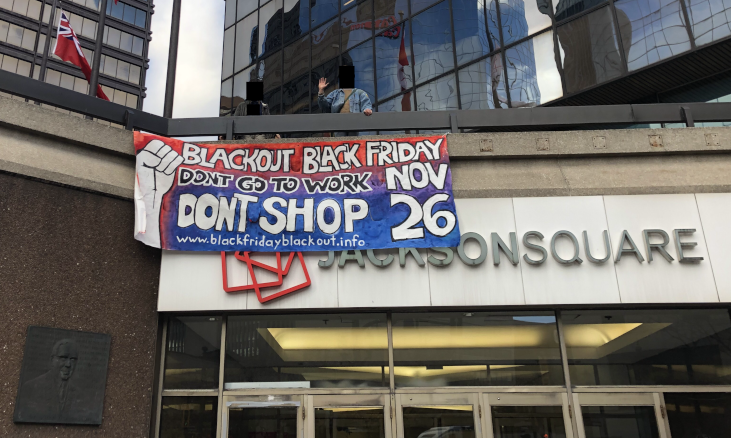 BLACKOUT BLACK FRIDAY
DONT GO TO WORK
NOV
DONT SHOP
26
www.blackfridayblackout.info
JACKSONSQUARE